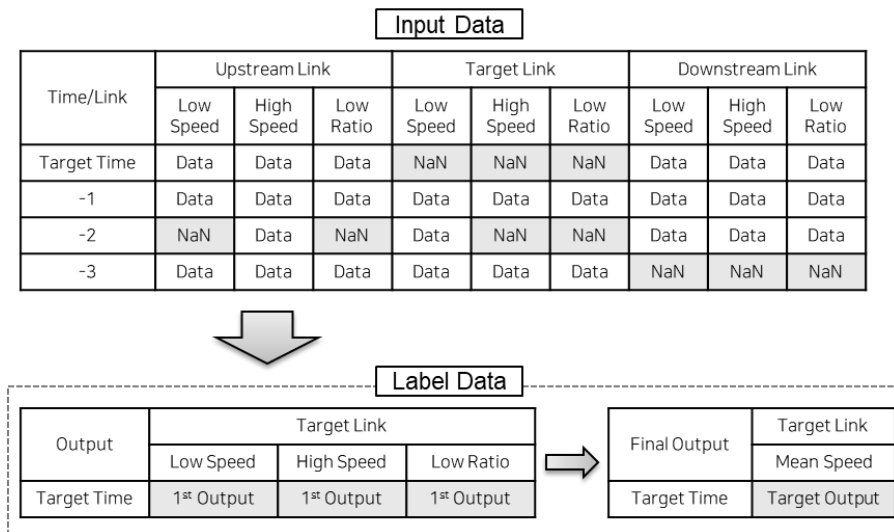 Input Data
Time/Link Upstream Link Target Link Downstream Link
Low Speed High Speed Low Ratio Low Speed High Speed Low Ratio Low Speed High Speed Low Ratio
Target Time Data Data Data NaN NaN NaN Data Data Data
-1 Data Data Data Data Data Data Data Data Data
-2 NaN Data NaN Data NaN NaN Data Data Data
-3 Data Data Data Data Data Data NaN NaN NaN
Label Data
Output Target Link
Low Speed High Speed Low Ratio
Target Time 1st Output 1st Output 1st Output
Final Output Target Link
Mean Speed
Target Time Target Output